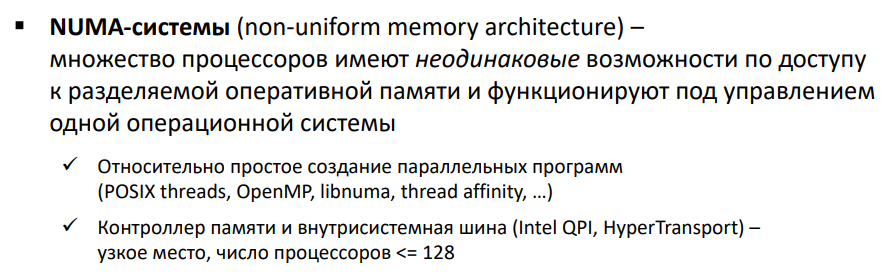 ▪ NUMA-системы (non-uniform memory architecture) –
множество процессоров имеют неодинаковые возможности по доступу
к разделяемой оперативной памяти и функционируют под управлением
одной операционной системы
✓ Относительно простое создание параллельных программ
(POSIX threads, OpenMP, libnuma, thread affinity, …)
✓ Контроллер памяти и внутрисистемная шина (Intel QPI, HyperTransport) –
узкое место, число процессоров <= 128